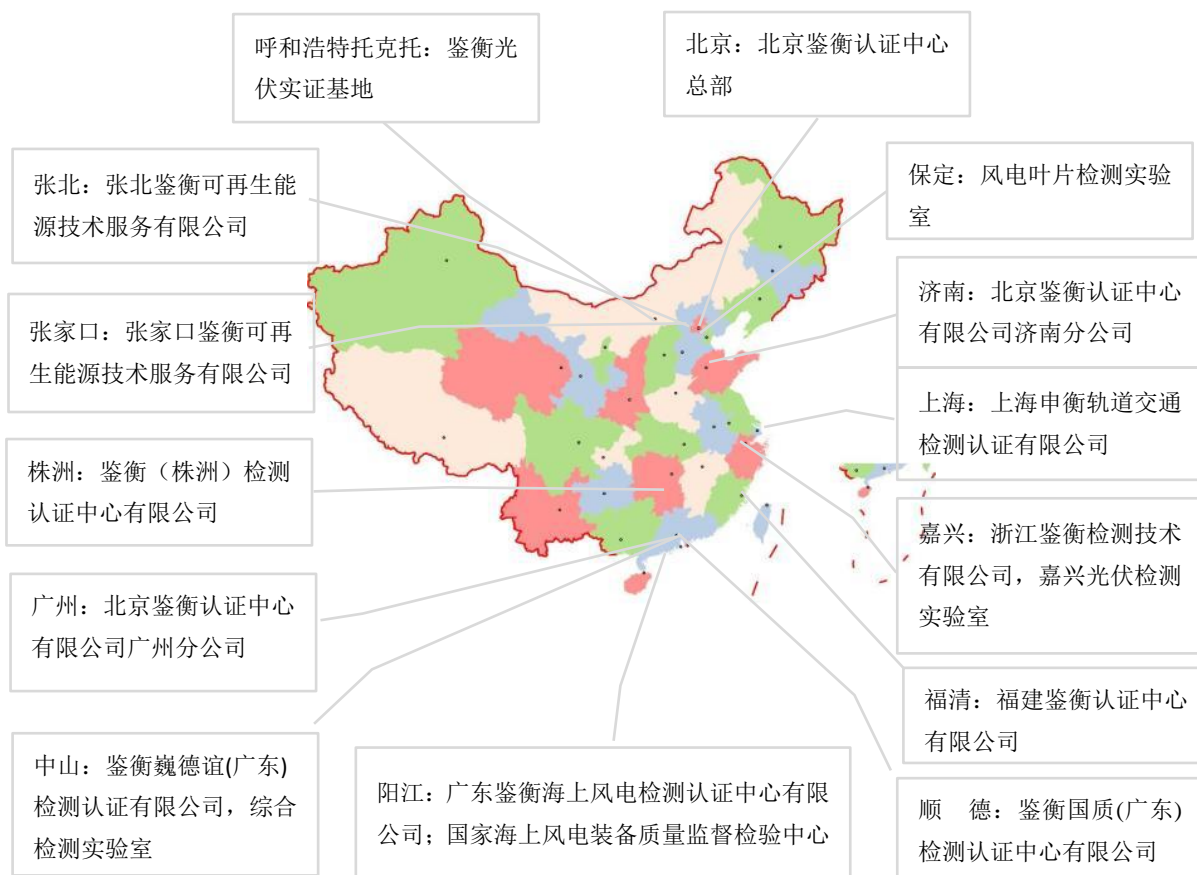 呼和浩特托克托：鉴衡光
伏实证基地
北京：北京鉴衡认证中心
总部
张北：张北鉴衡可再生能
源技术服务有限公司
保定：风电叶片检测实验
室
张家口：张家口鉴衡可再
生能源技术服务有限公司
济南：北京鉴衡认证中心
有限公司济南分公司
上海：上海申衡轨道交通
检测认证有限公司
株洲：鉴衡（株洲）检测
认证中心有限公司
嘉兴：浙江鉴衡检测技术
有限公司，嘉兴光伏检测
实验室
广州：北京鉴衡认证中心
有限公司广州分公司
福清：福建鉴衡认证中心
有限公司
中山：鉴衡巍德谊(广东)
检测认证有限公司，综合
检测实验室
阳江：广东鉴衡海上风电检测认证中心有限
公司；国家海上风电装备质量监督检验中心
顺　德：鉴衡国质(广东)
检测认证中心有限公司